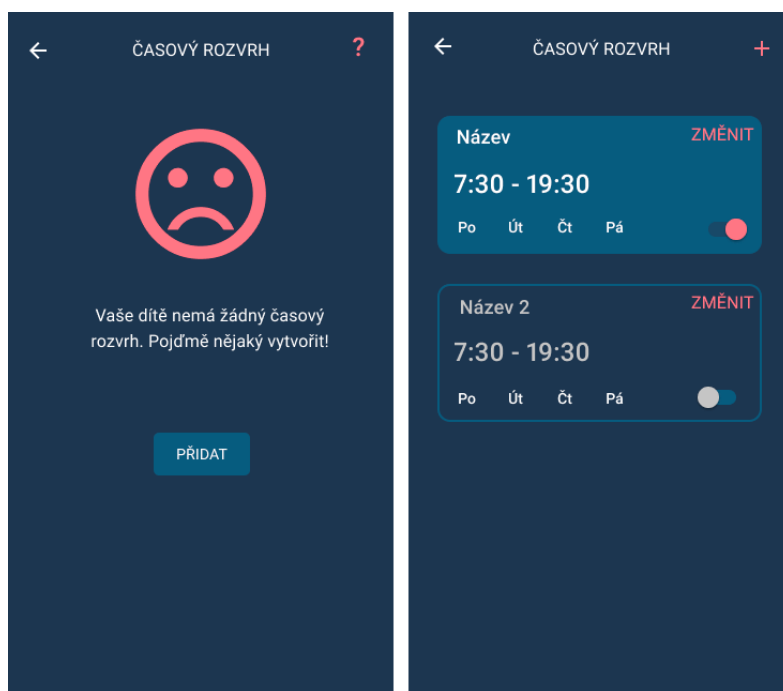 ČASOVÝ ROZVRH ?
Vaše dítě nemá žádný časový
rozvrh. Pojďmě nějaký vytvořit!
PŘIDAT
ČASOVÝ ROZVRH +
Název ZMĚNIT
7:30 - 19:30
Po Út Čt Pá
Název 2 ZMĚNIT
7:30 - 19:30
Po Út Čt Pá